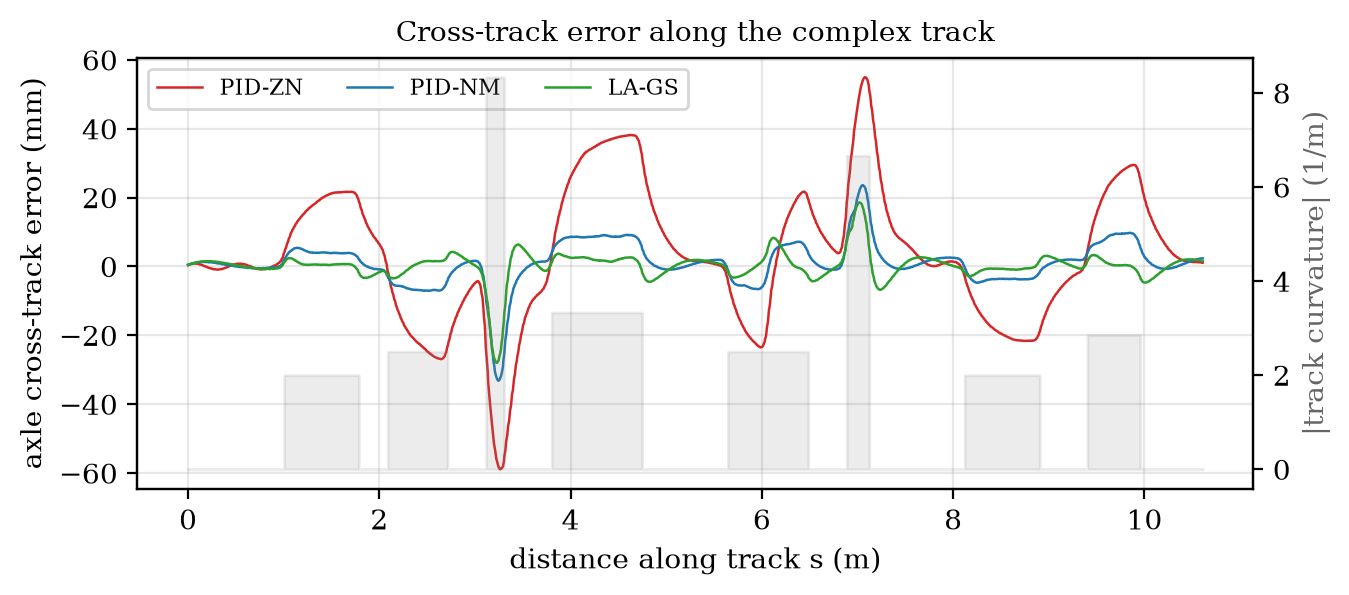 Cross-track error along the complex track
PID-ZN PID-NM LA-GS
axle cross-track error (mm)
60
40
20
0
−20
−40
−60
8
6
4
2
0
|track curvature| (1/m)
0 2 4 6 8 10
distance along track s (m)